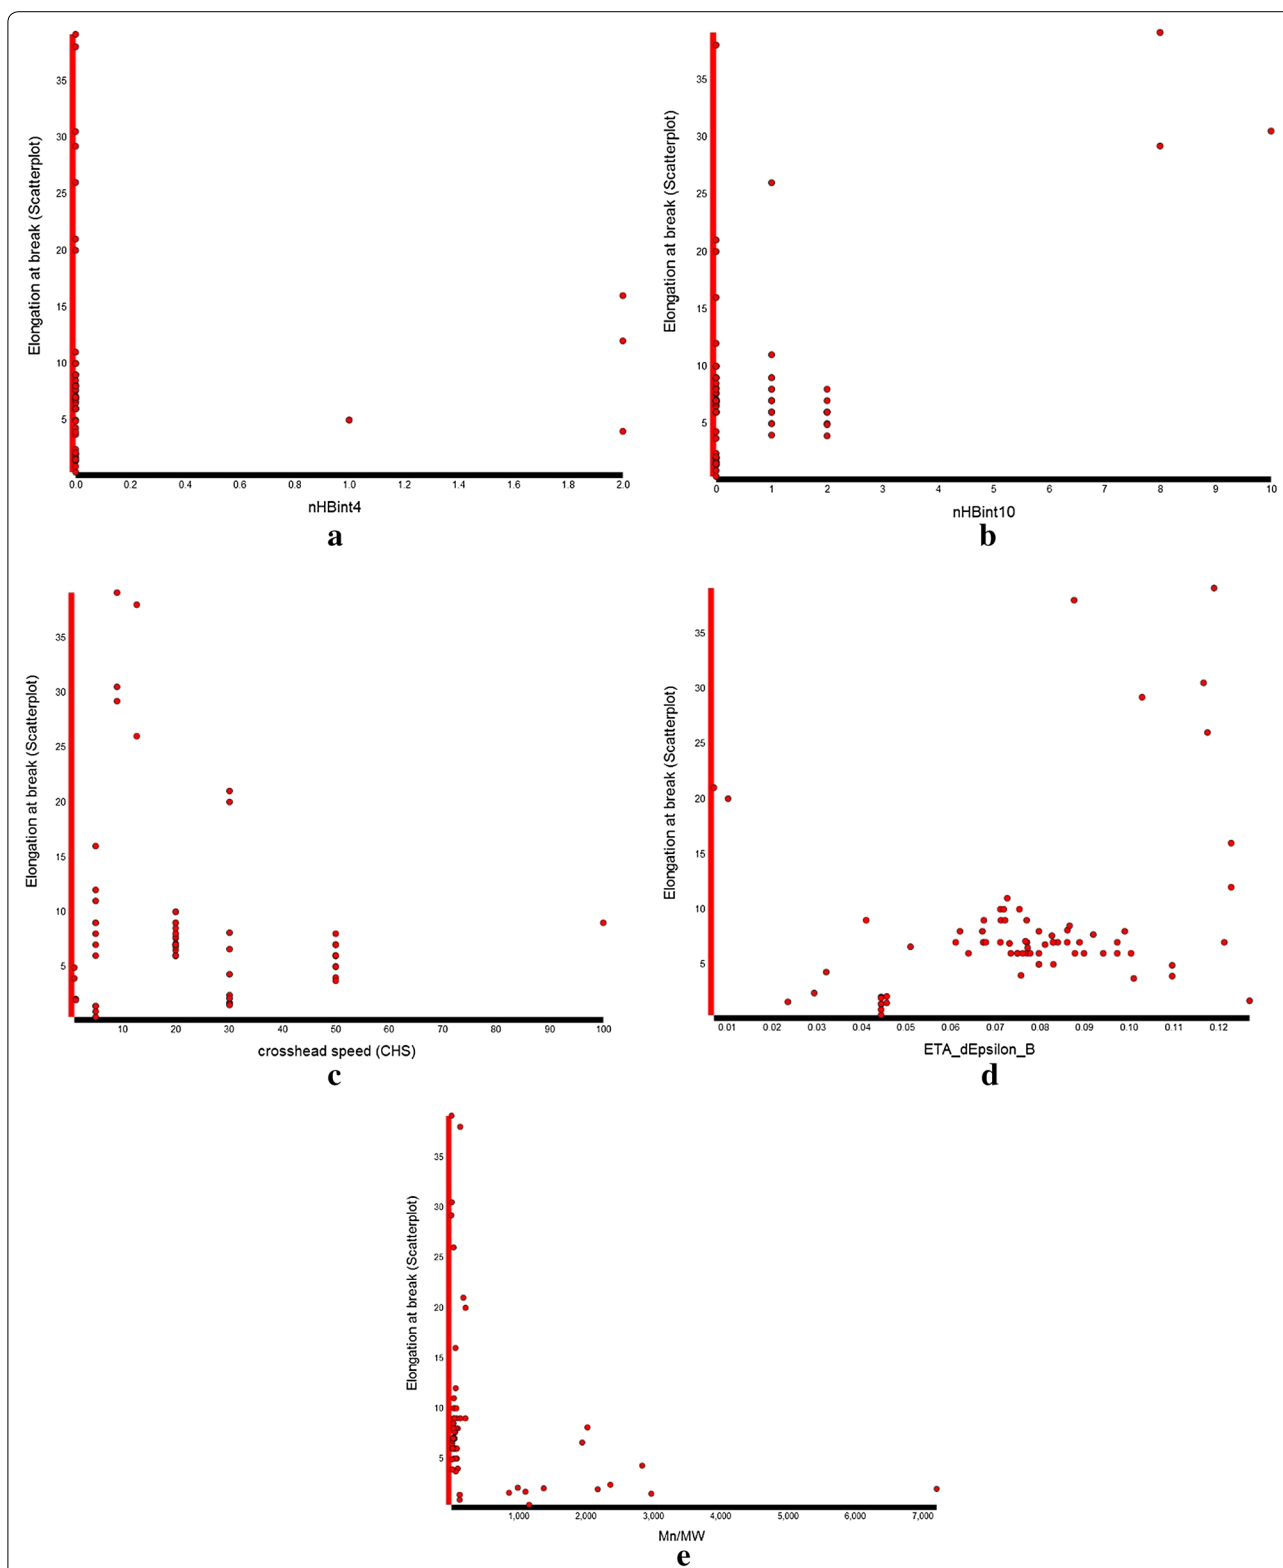 Elongation at break (Scatterplot)
35
30
25
20
15
10
5
0.0 0.2 0.4 0.6 0.8 1.0 1.2 1.4 1.6 1.8 2.0
nHBint4
a
Elongation at break (Scatterplot)
35
30
25
20
15
10
5
0 1 2 3 4 5 6 7 8 9 10
nHBint10
b
Elongation at break (Scatterplot)
35
30
25
20
15
10
5
10 20 30 40 50 60 70 80 90 100
crosshead speed (CHS)
c
Elongation at break (Scatterplot)
35
30
25
20
15
10
5
0.01 0.02 0.03 0.04 0.05 0.06 0.07 0.08 0.09 0.10 0.11 0.12
ETA_dEpsilon_B
d
Elongation at break (Scatterplot)
35
30
25
20
15
10
5
1,000 2,000 3,000 4,000 5,000 6,000 7,000
Mn/MW
e